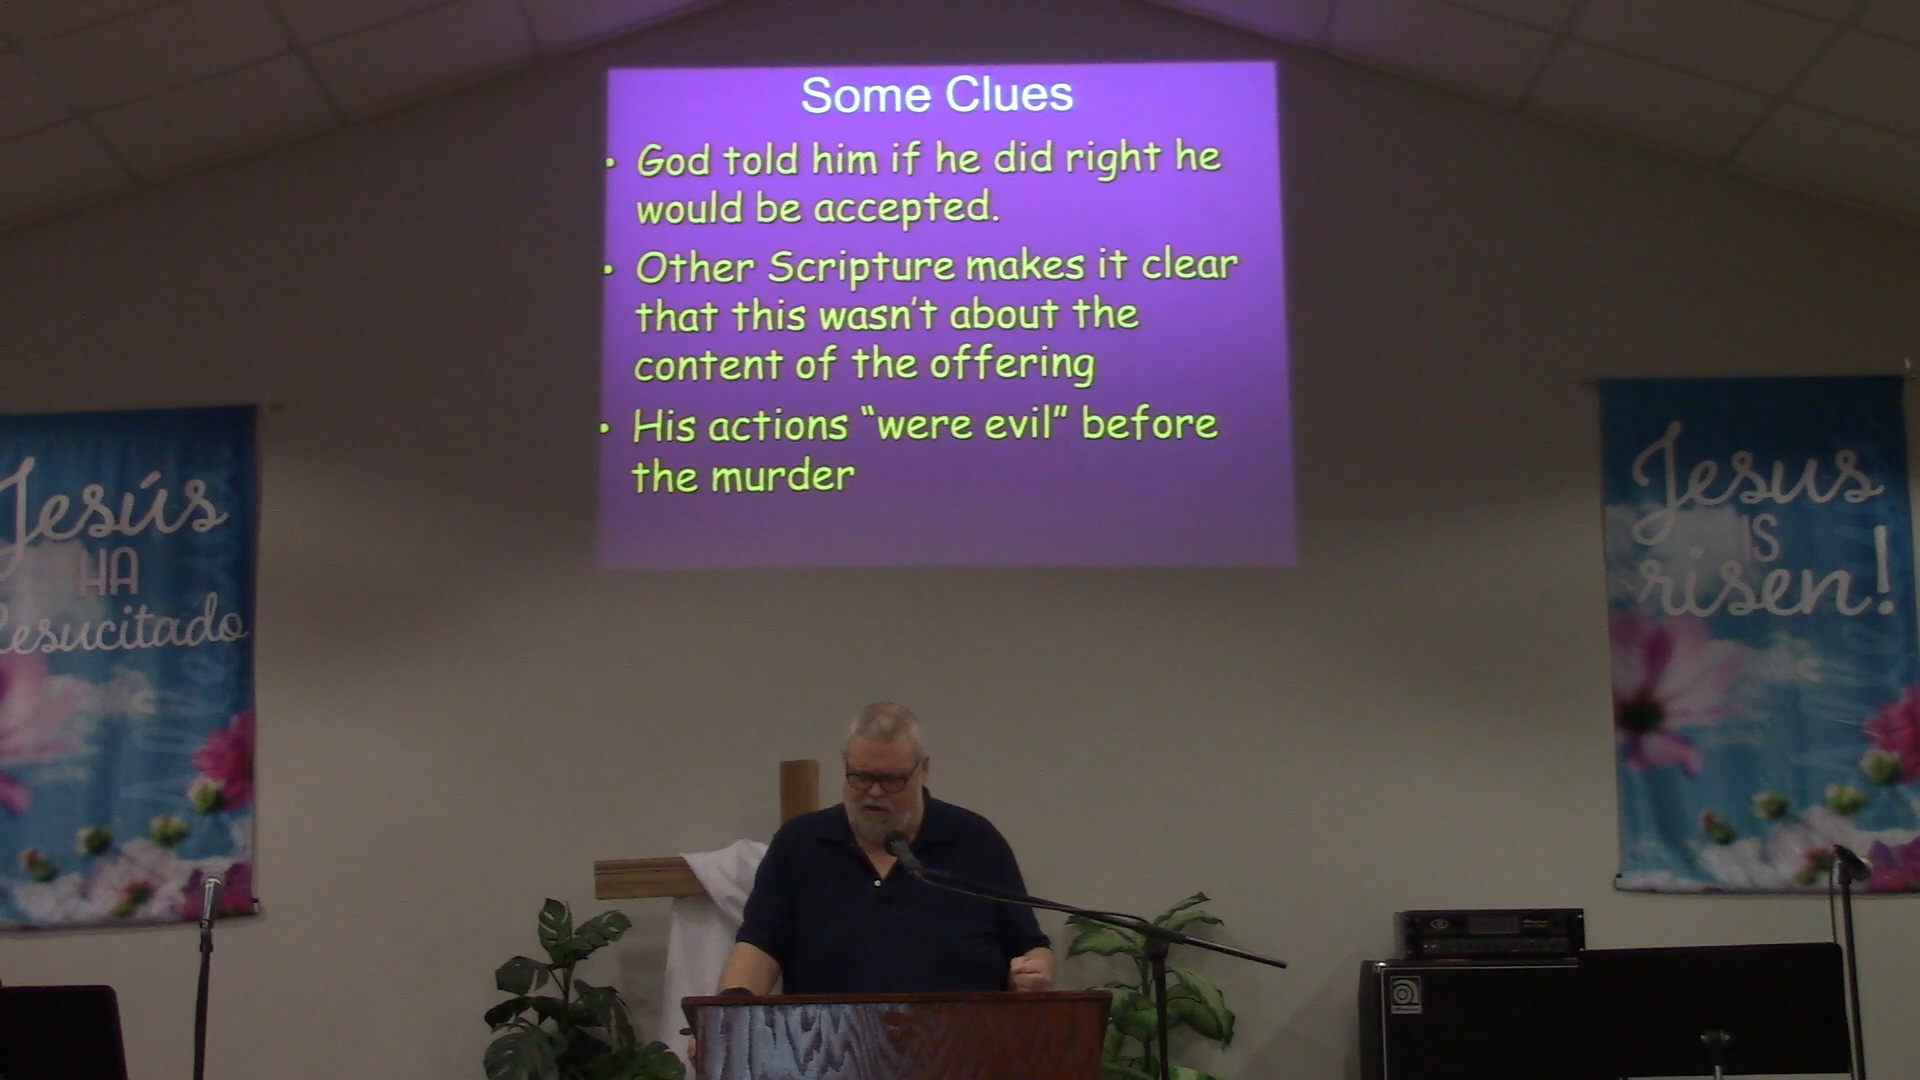 Some Clues
• God told him if he did right he
would be accepted.
• Other Scripture makes it clear
that this wasn't about the
content of the offering
• His actions “were evil” before
the murder
Jesús
HA
Resucitado
Jesus
IS
risen!